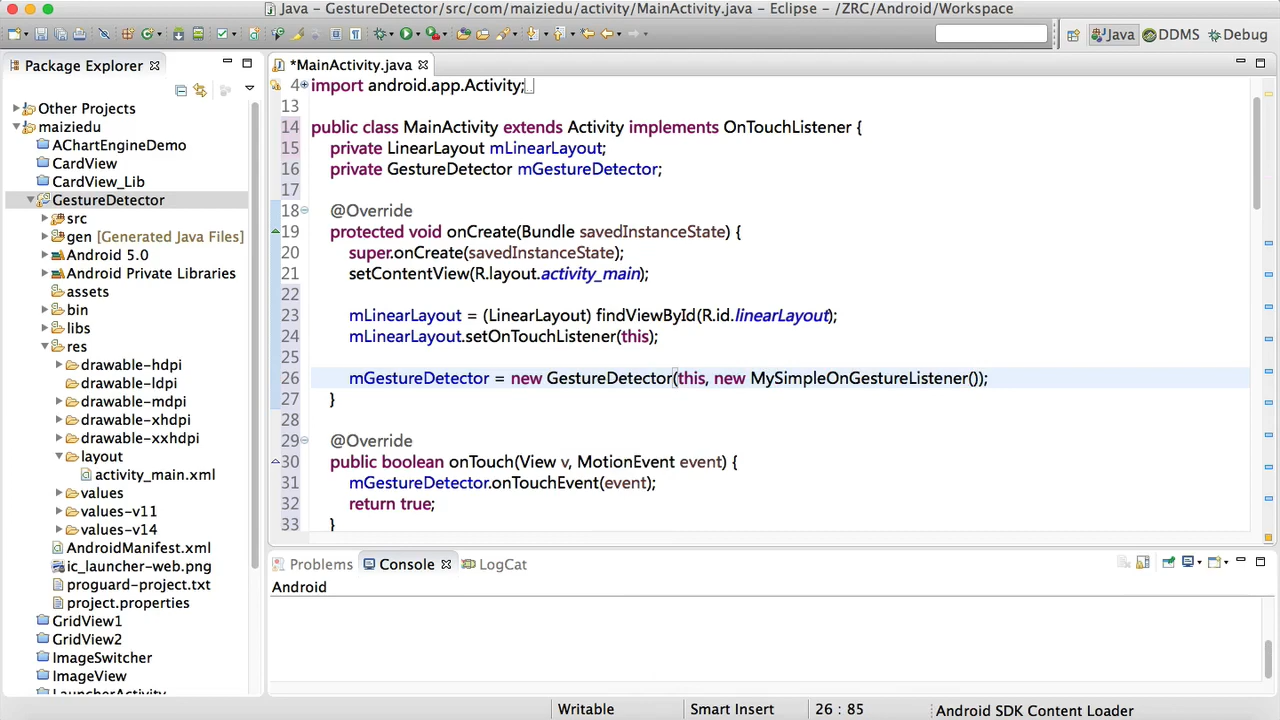 Java – GestureDetector/src/com/maiziedu/activity/MainActivity.java – Eclipse – /ZRC/Android/Workspace
Java DDMS Debug
Package Explorer
*MainActivity.java
Other Projects
maiziedu
AChartEngineDemo
CardView
CardView_Lib
GestureDetector
src
gen [Generated Java Files]
Android 5.0
Android Private Libraries
assets
bin
libs
res
drawable-hdpi
drawable-ldpi
drawable-mdpi
drawable-xhdpi
drawable-xxhdpi
layout
activity_main.xml
values
values-v11
values-v14
AndroidManifest.xml
ic_launcher-web.png
proguard-project.txt
project.properties
GridView1
GridView2
ImageSwitcher
ImageView
LauncherActivity
4 import android.app.Activity;
13
14 public class MainActivity extends Activity implements OnTouchListener {
15 private LinearLayout mLinearLayout;
16 private GestureDetector mGestureDetector;
17
18 @Override
19 protected void onCreate(Bundle savedInstanceState) {
20 super.onCreate(savedInstanceState);
21 setContentView(R.layout.activity_main);
22
23 mLinearLayout = (LinearLayout) findViewById(R.id.linearLayout);
24 mLinearLayout.setOnTouchListener(this);
25
26 mGestureDetector = new GestureDetector(this, new MySimpleOnGestureListener());
27 }
28
29 @Override
30 public boolean onTouch(View v, MotionEvent event) {
31 mGestureDetector.onTouchEvent(event);
32 return true;
33 }
Problems Console LogCat
Android
Writable Smart Insert 26 : 85 Android SDK Content Loader